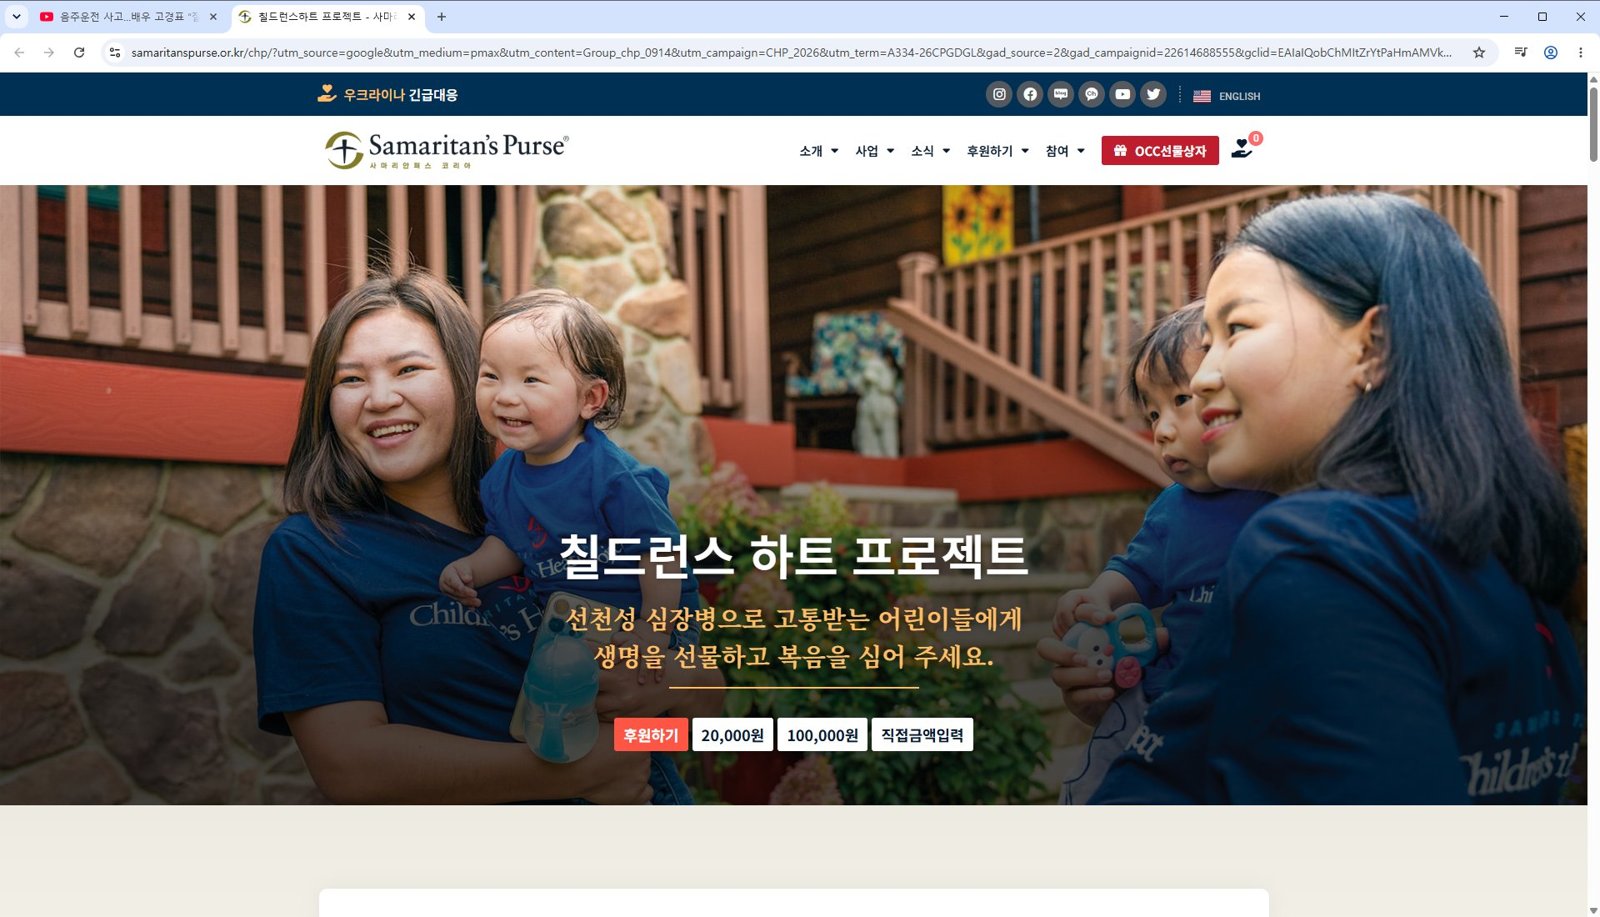 음주운전 사고...배우 고경표 "깊
칠드런스하트 프로젝트 - 사마리
samaritanspurse.or.kr/chp/?utm_source=google&utm_medium=pmax&utm_content=Group_chp_0914&utm_campaign=CHP_2026&utm_term=A334-26CPGDGL&gad_source=2&gad_campaignid=22614688555&gclid=EAIaIQobChMItZrYtPaHmAMVk...
우크라이나 긴급대응
blog
Ch
ENGLISH
Samaritan's Purse®
사마리안퍼스 코리아
소개
사업
소식
후원하기
참여
OCC선물상자
0
칠드런스 하트 프로젝트
선천성 심장병으로 고통받는 어린이들에게
생명을 선물하고 복음을 심어 주세요.
후원하기
20,000원
100,000원
직접금액입력